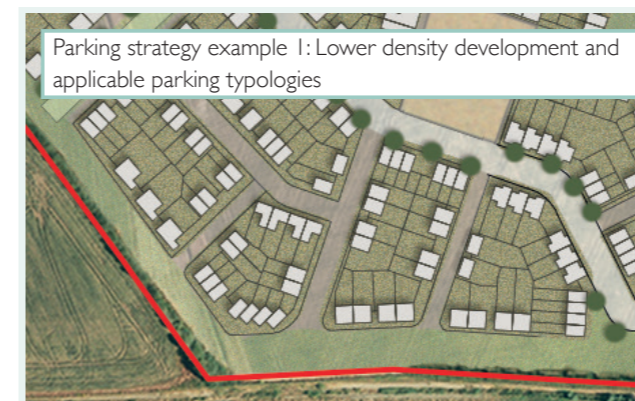 Parking strategy example 1: Lower density development and
applicable parking typologies